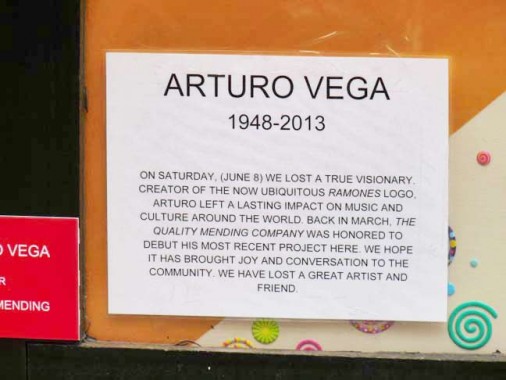 ARTURO VEGA
1948-2013
ON SATURDAY, (JUNE 8) WE LOST A TRUE VISIONARY.
CREATOR OF THE NOW UBIQUITOUS RAMONES LOGO,
ARTURO LEFT A LASTING IMPACT ON MUSIC AND
CULTURE AROUND THE WORLD. BACK IN MARCH, THE
QUALITY MENDING COMPANY WAS HONORED TO
DEBUT HIS MOST RECENT PROJECT HERE. WE HOPE
IT HAS BROUGHT JOY AND CONVERSATION TO THE
COMMUNITY. WE HAVE LOST A GREAT ARTIST AND
FRIEND.
O VEGA
R
MENDING